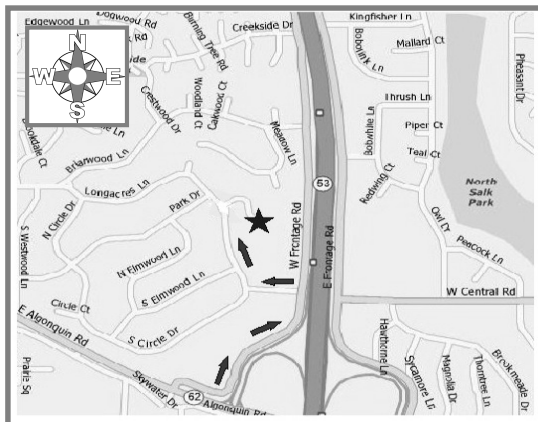 Edgewood Ln
Dogwood Rd
Burning Tree Rd
Creekside Dr
Kingfisher Ln
Mallard Ct
Bobolink Ln
Pheasant Dr
N
W
E
S
side
Woodland Ct
Oakwood Ct
Crestwood Dr
Meadow Ln
Thrush Ln
Bobwhite Ln
Piper Ct
Teal Ct
Redwing Ct
Briarwood Ln
Longacres Ln
Park Dr
53
North
Salk
Park
N Circle Dr
S Westwood Ln
W Frontage Rd
E Frontage Rd
Owl Dr
Peacock Ln
N Elmwood Ln
S Elmwood Ln
W Central Rd
Circle Ct
S Circle Dr
E Algonquin Rd
Hawthorne Ln
Sycamore Ln
Magnolia Dr
Thorntree Ln
Brookmeade Dr
Prairie Sq
Skywater Dr
62
Algonquin Rd